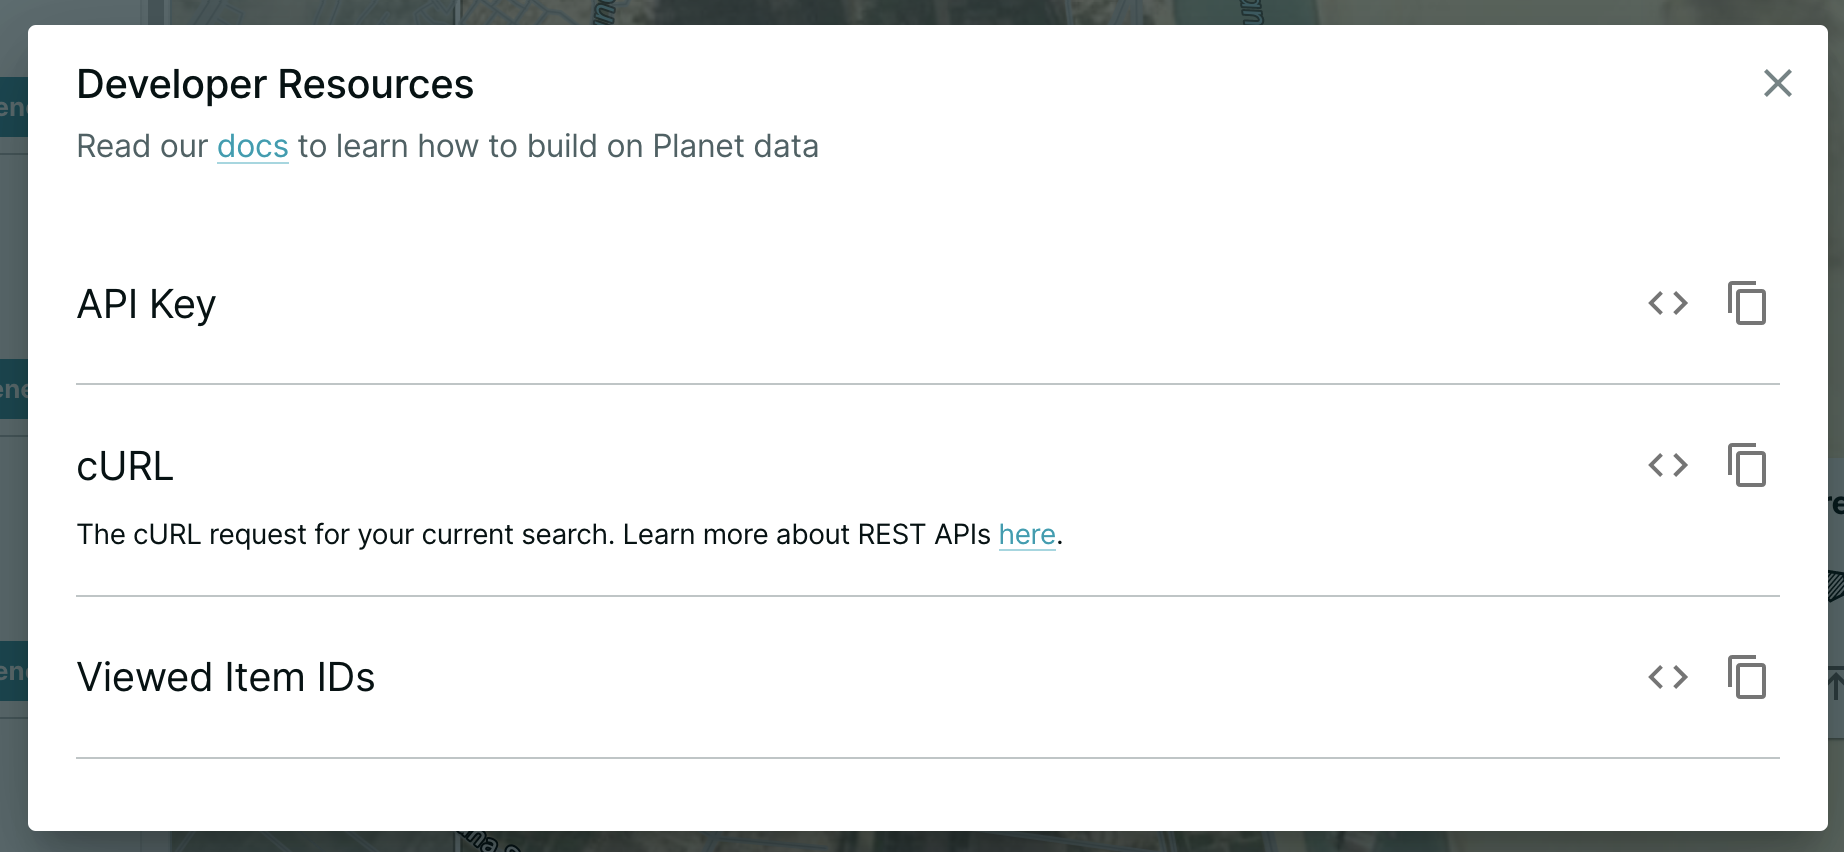 Developer Resources
Read our docs to learn how to build on Planet data
API Key
cURL
The cURL request for your current search. Learn more about REST APIs here.
Viewed Item IDs